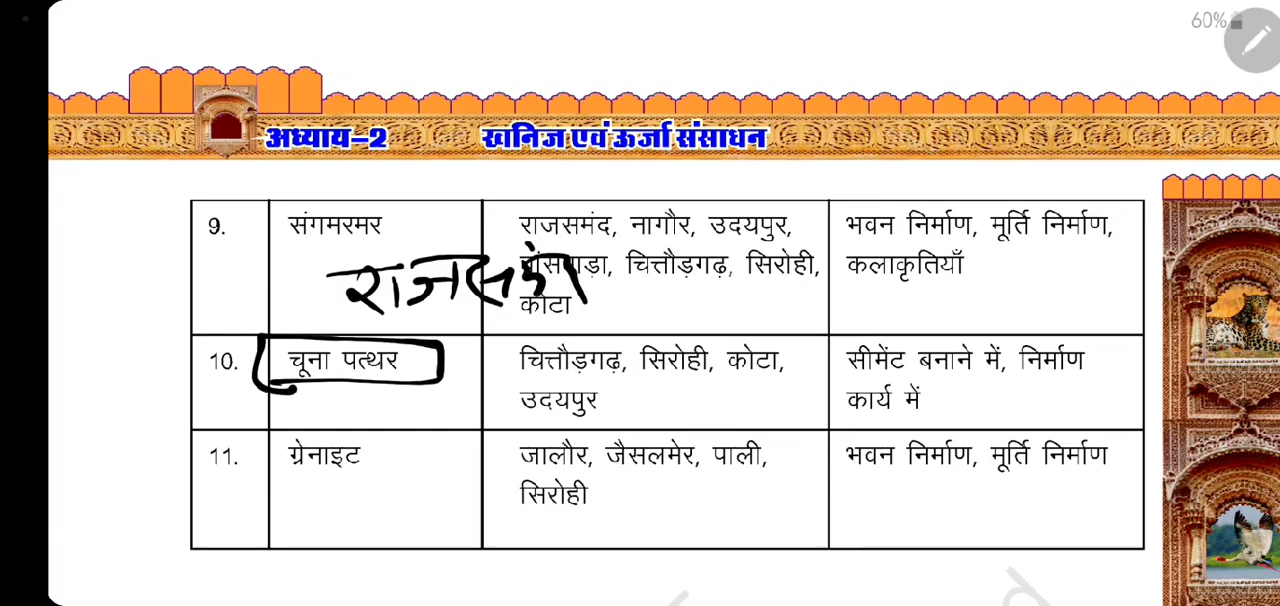 60%
अध्याय–2 खनिज एवं ऊर्जा संसाधन
9. संगमरमर राजसमंद, नागौर, उदयपुर, भवन निर्माण, मूर्ति निर्माण,
चित्तौड़गढ़, सिरोही, कलाकृतियाँ
कोटा
10. चूना पत्थर चित्तौड़गढ़, सिरोही, कोटा, सीमेंट बनाने में, निर्माण
उदयपुर कार्य में
11. ग्रेनाइट जालौर, जैसलमेर, पाली, भवन निर्माण, मूर्ति निर्माण
सिरोही